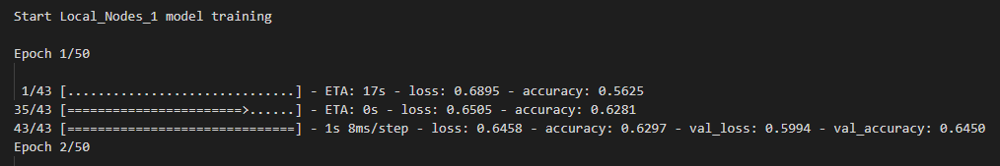 Start Local_Nodes_1 model training
Epoch 1/50
1/43 [..............................] - ETA: 17s - loss: 0.6895 - accuracy: 0.5625
35/43 [=======================>......] - ETA: 0s - loss: 0.6505 - accuracy: 0.6281
43/43 [==============================] - 1s 8ms/step - loss: 0.6458 - accuracy: 0.6297 - val_loss: 0.5994 - val_accuracy: 0.6450
Epoch 2/50